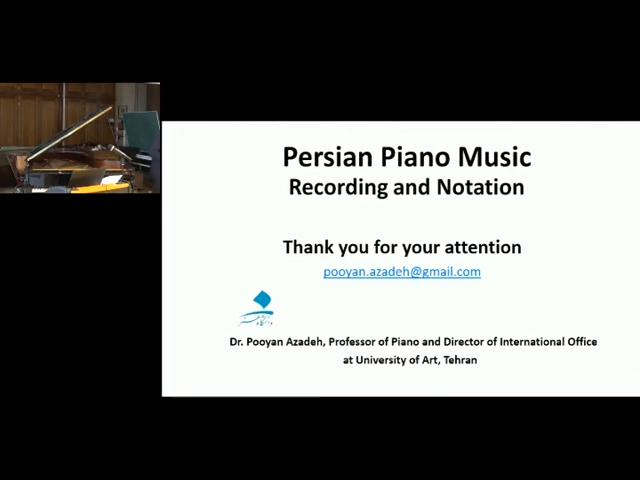 Persian Piano Music
Recording and Notation
Thank you for your attention
pooyan.azadeh@gmail.com
Dr. Pooyan Azadeh, Professor of Piano and Director of International Office
at University of Art, Tehran